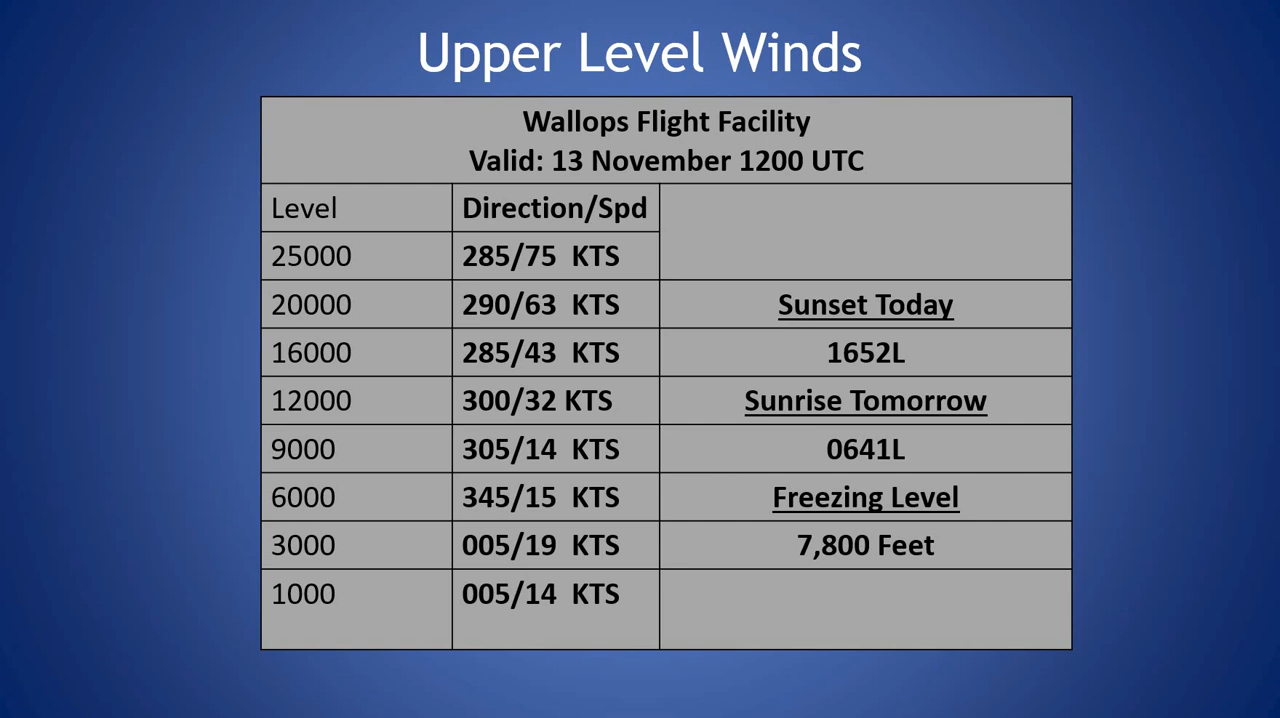 Upper Level Winds
Wallops Flight Facility
Valid: 13 November 1200 UTC
Level Direction/Spd
25000 285/75 KTS
20000 290/63 KTS Sunset Today
16000 285/43 KTS 1652L
12000 300/32 KTS Sunrise Tomorrow
9000 305/14 KTS 0641L
6000 345/15 KTS Freezing Level
3000 005/19 KTS 7,800 Feet
1000 005/14 KTS